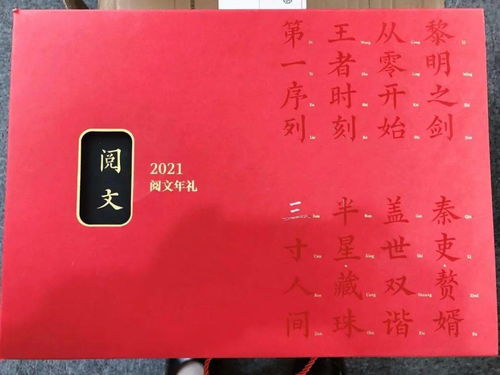 阅文
2021
阅文年礼
黎明之剑
从零开始
王者时刻
第一序列
秦吏·赘婿
盖世双谐
半星·藏珠
三寸人间